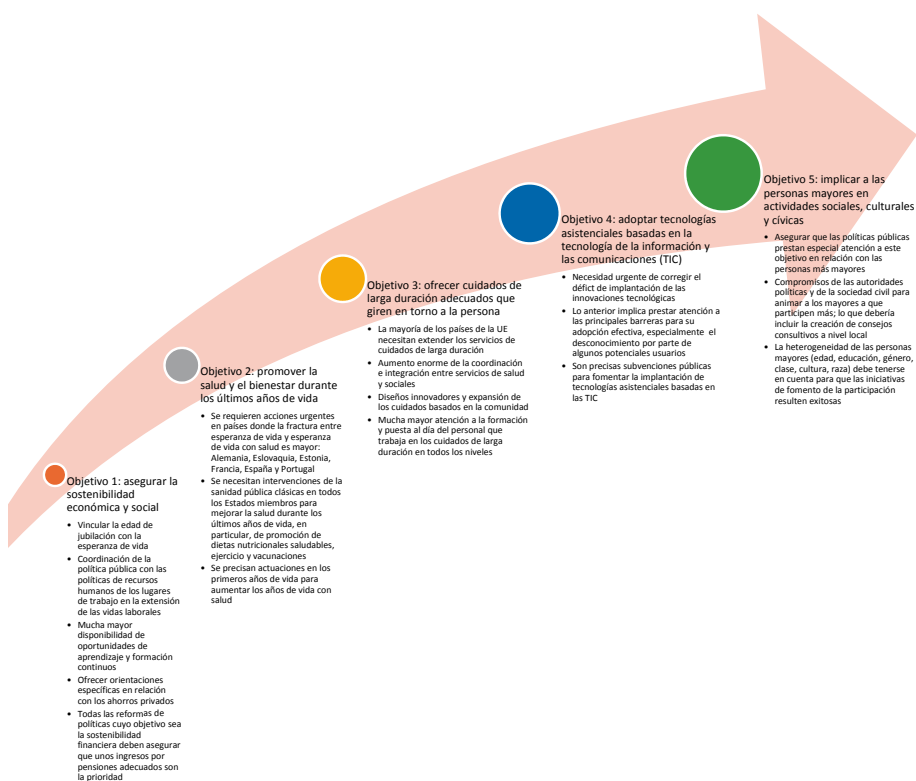 Objetivo 1: asegurar la
sostenibilidad
económica y social
• Vincular la edad de
jubilación con la
esperanza de vida
• Coordinación de la
política pública con las
políticas de recursos
humanos de los lugares
de trabajo en la extensión
de las vidas laborales
• Mucha mayor
disponibilidad de
oportunidades de
aprendizaje y formación
continuos
• Ofrecer orientaciones
específicas en relación
con los ahorros privados
• Todas las reformas de
políticas cuyo objetivo sea
la sostenibilidad
financiera deben asegurar
que unos ingresos por
pensiones adecuados son
la prioridad
Objetivo 2: promover la
salud y el bienestar durante
los últimos años de vida
• Se requieren acciones urgentes
en países donde la fractura entre
esperanza de vida y esperanza
de vida con salud es mayor:
Alemania, Eslovaquia, Estonia,
Francia, España y Portugal
• Se necesitan intervenciones de la
sanidad pública clásicas en todos
los Estados miembros para
mejorar la salud durante los
últimos años de vida, en
particular, de promoción de
dietas nutricionales saludables,
ejercicio y vacunaciones
• Se precisan actuaciones en los
primeros años de vida para
aumentar los años de vida con
salud
Objetivo 3: ofrecer cuidados de
larga duración adecuados que
giren en torno a la persona
• La mayoría de los países de la UE
necesitan extender los servicios de
cuidados de larga duración
• Aumento enorme de la coordinación
e integración entre servicios de salud
y sociales
• Diseños innovadores y expansión de
los cuidados basados en la comunidad
• Mucha mayor atención a la formación
y puesta al día del personal que
trabaja en los cuidados de larga
duración en todos los niveles
Objetivo 4: adoptar tecnologías
asistenciales basadas en la
tecnología de la información y
las comunicaciones (TIC)
• Necesidad urgente de corregir el
déficit de implantación de las
innovaciones tecnológicas
• Lo anterior implica prestar atención a
las principales barreras para su
adopción efectiva, especialmente el
desconocimiento por parte de
algunos potenciales usuarios
• Son precisas subvenciones públicas
para fomentar la implantación de
tecnologías asistenciales basadas en
las TIC
Objetivo 5: implicar a las
personas mayores en
actividades sociales, culturales
y cívicas
• Asegurar que las políticas públicas
prestan especial atención a este
objetivo en relación con las
personas más mayores
• Compromisos de las autoridades
políticas y de la sociedad civil para
animar a los mayores a que
participen más; lo que debería
incluir la creación de consejos
consultivos a nivel local
• La heterogeneidad de las personas
mayores (edad, educación, género,
clase, cultura, raza) debe tenerse
en cuenta para que las iniciativas
de fomento de la participación
resulten exitosas